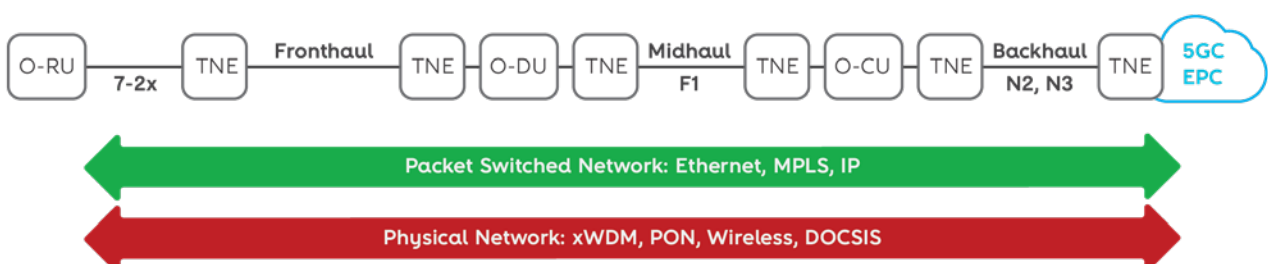 O-RU
7-2x
TNE
Fronthaul
TNE
O-DU
TNE
Midhaul
F1
TNE
O-CU
TNE
Backhaul
N2, N3
TNE
5GC
EPC
Packet Switched Network: Ethernet, MPLS, IP
Physical Network: xWDM, PON, Wireless, DOCSIS